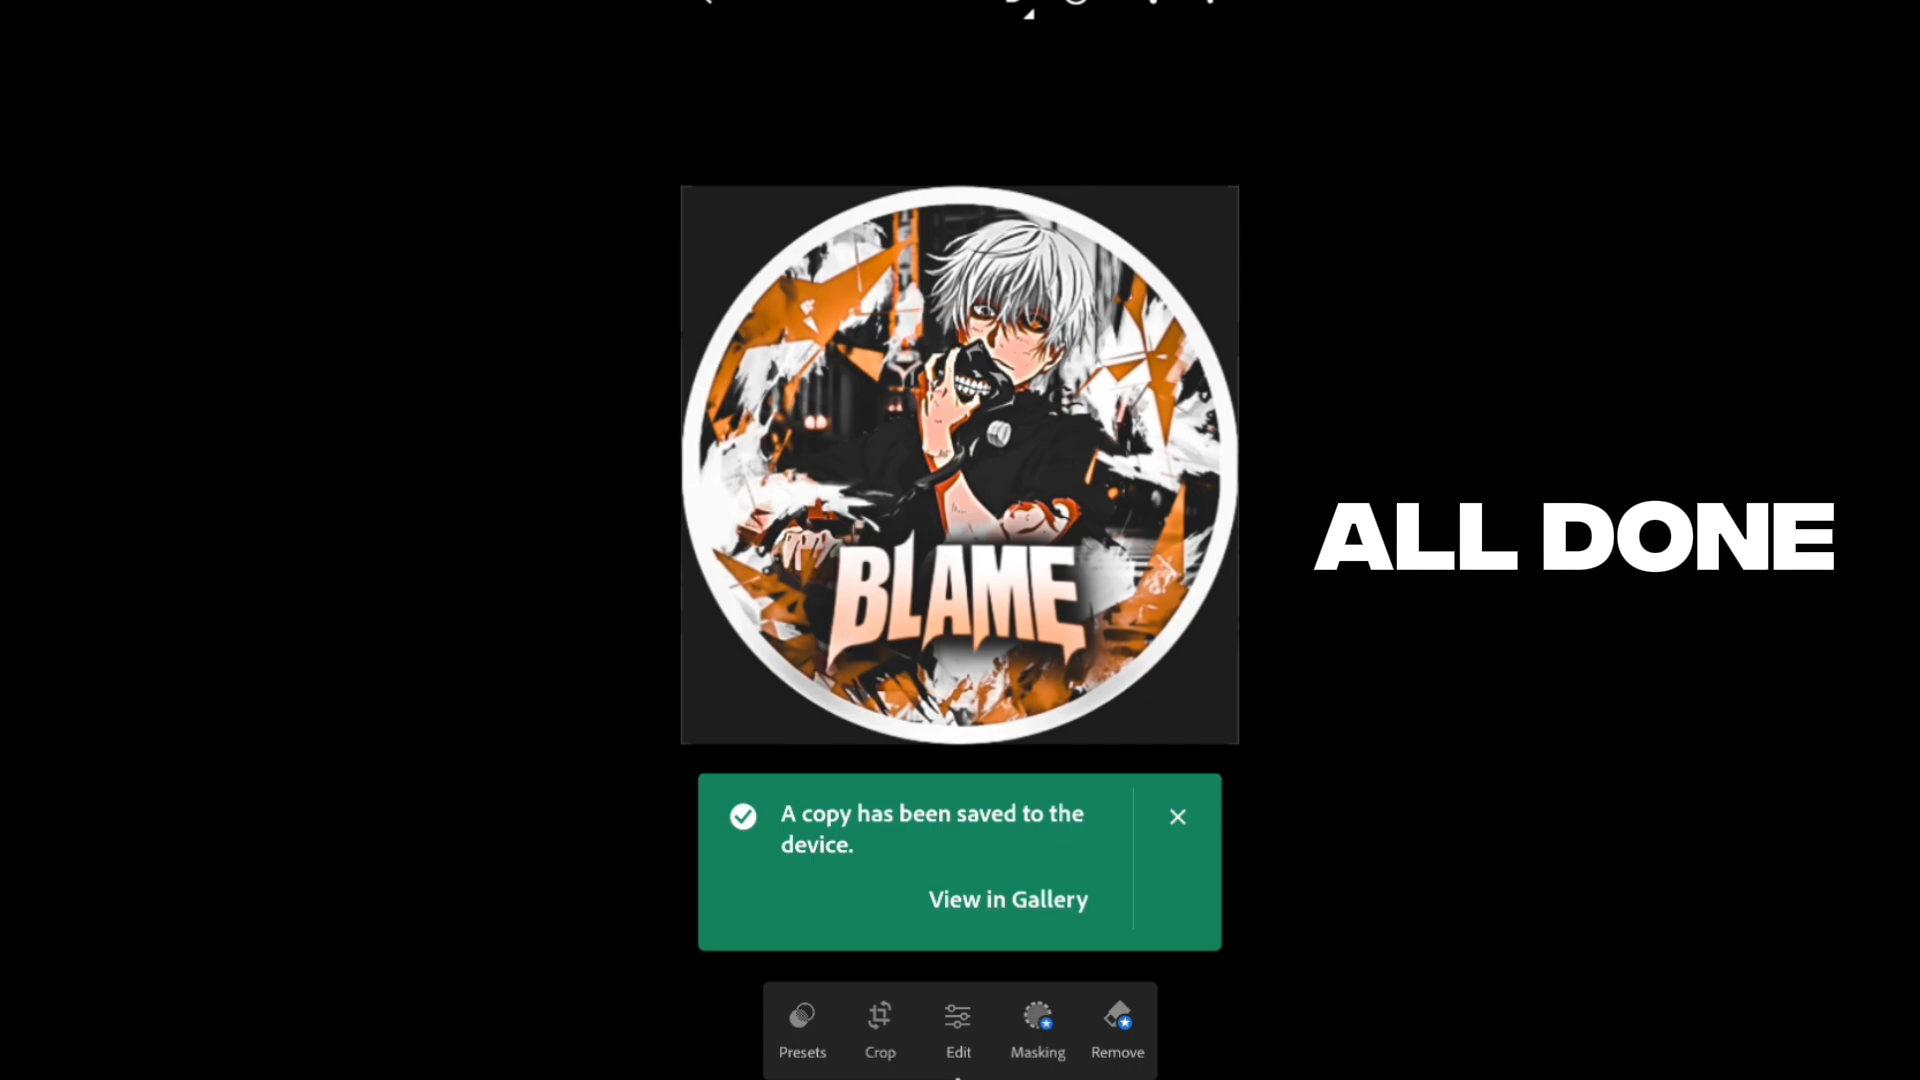 BLAME
ALL DONE
A copy has been saved to the
device.
View in Gallery
Presets
Crop
Edit
Masking
Remove